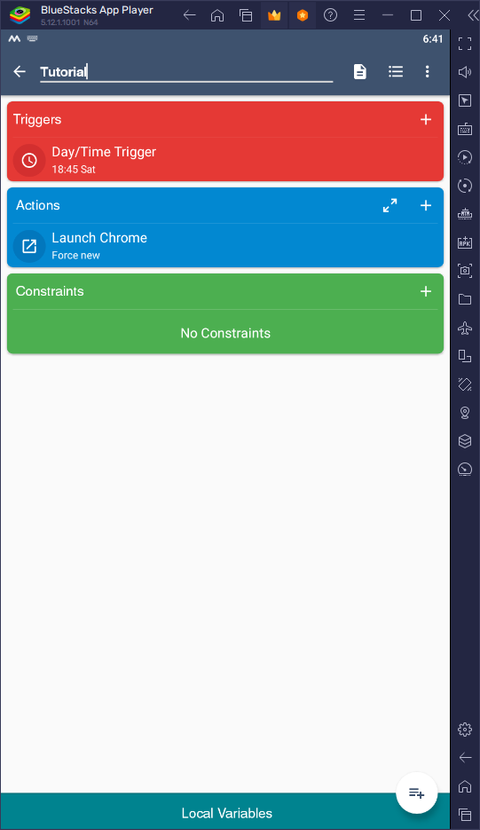 BlueStacks App Player
5.12.1.1001 N64
6:41
Tutorial
Triggers
Day/Time Trigger
18:45 Sat
Actions
Launch Chrome
Force new
Constraints
No Constraints
Local Variables